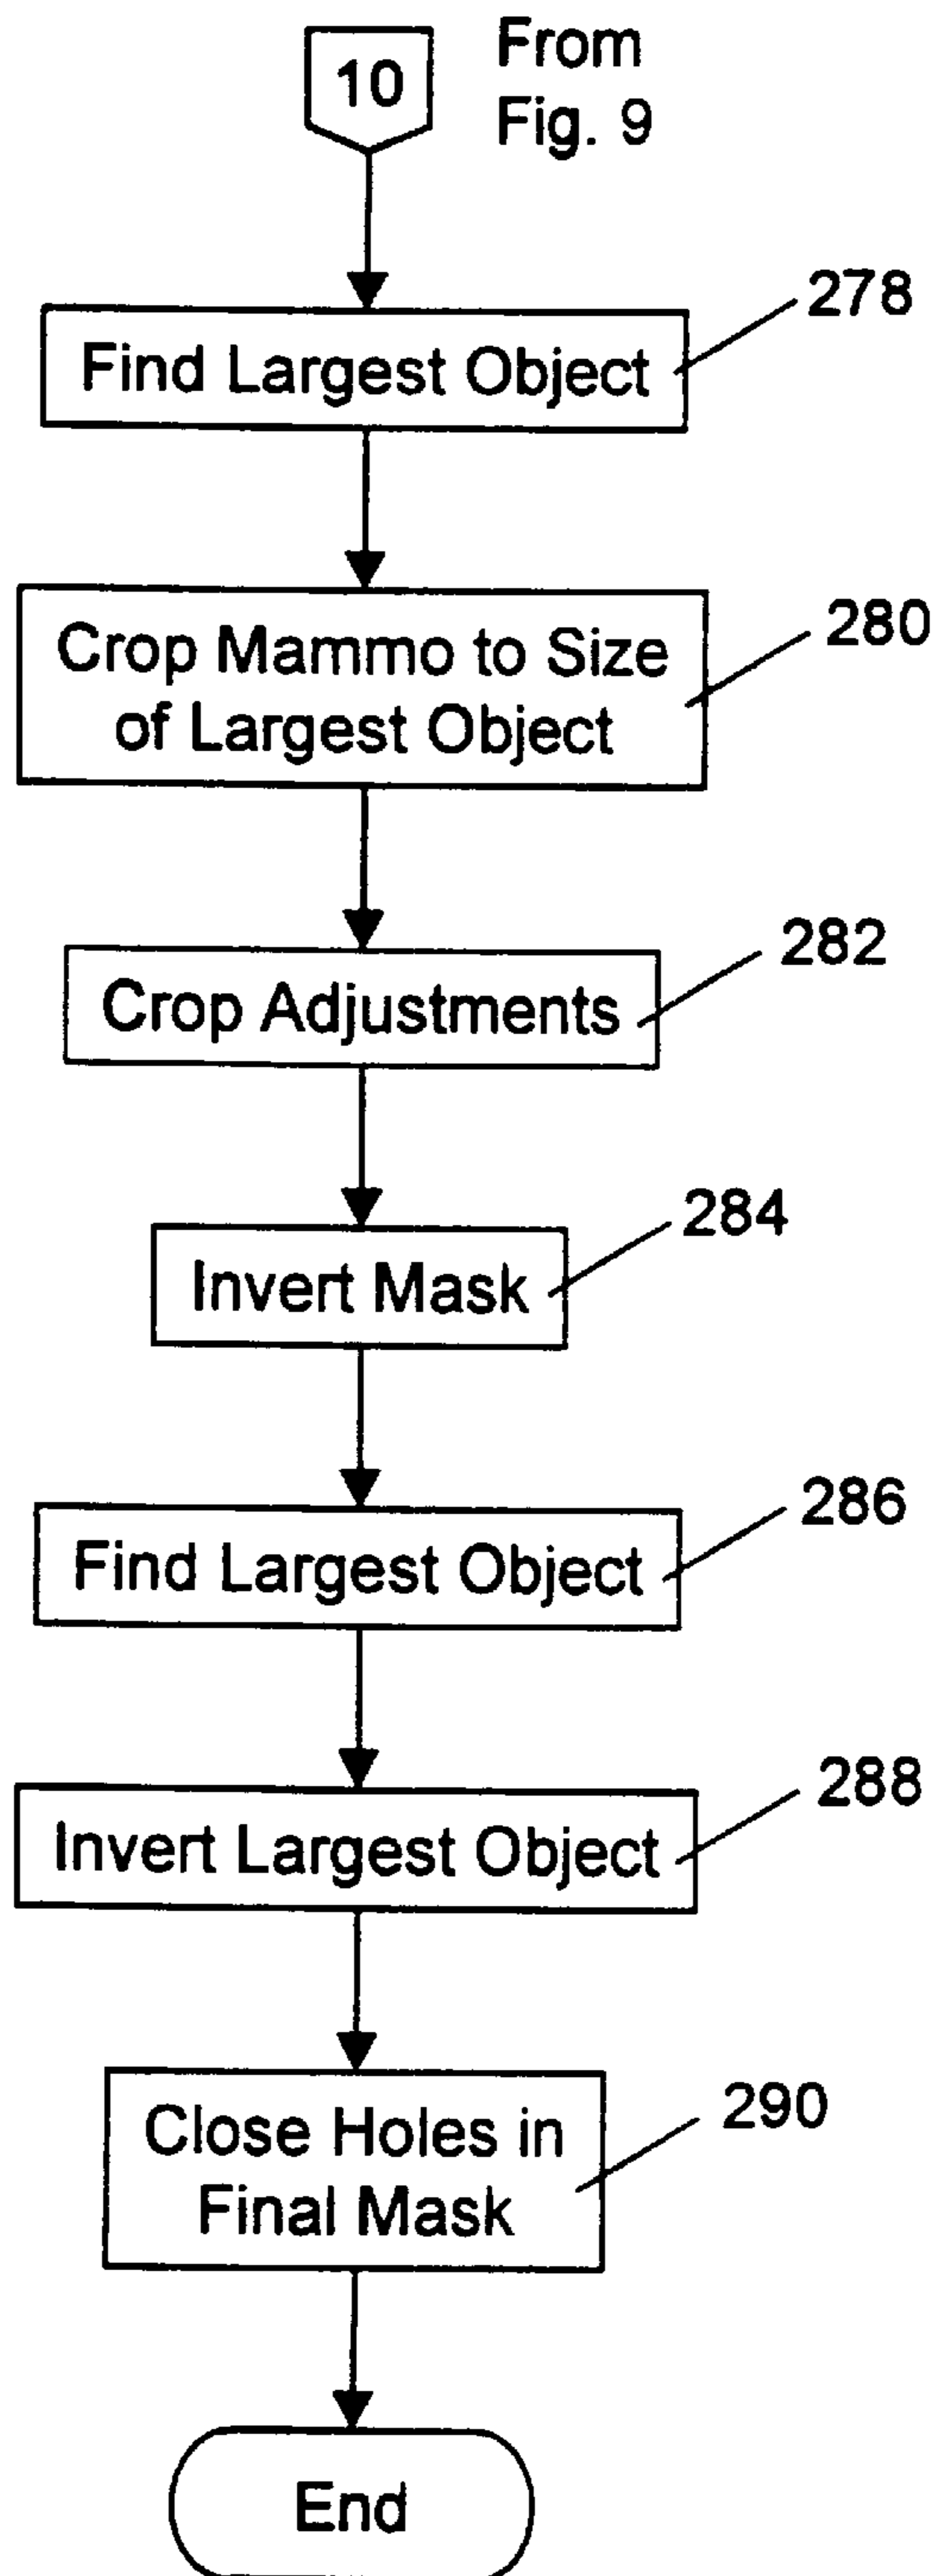 10
From
Fig. 9
278
Find Largest Object
280
Crop Mammo to Size
of Largest Object
282
Crop Adjustments
284
Invert Mask
286
Find Largest Object
288
Invert Largest Object
290
Close Holes in
Final Mask
End